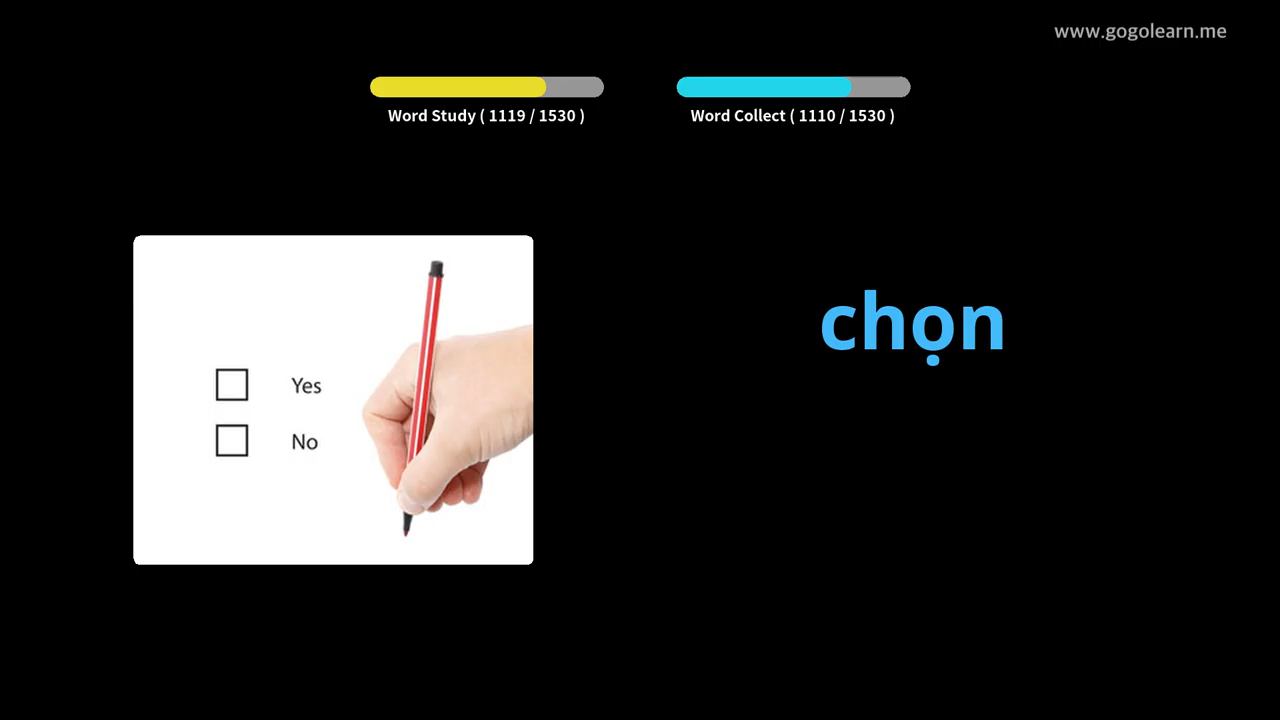 www.gogolearn.me
Word Study ( 1119 / 1530 )
Word Collect ( 1110 / 1530 )
chọn
Yes
No